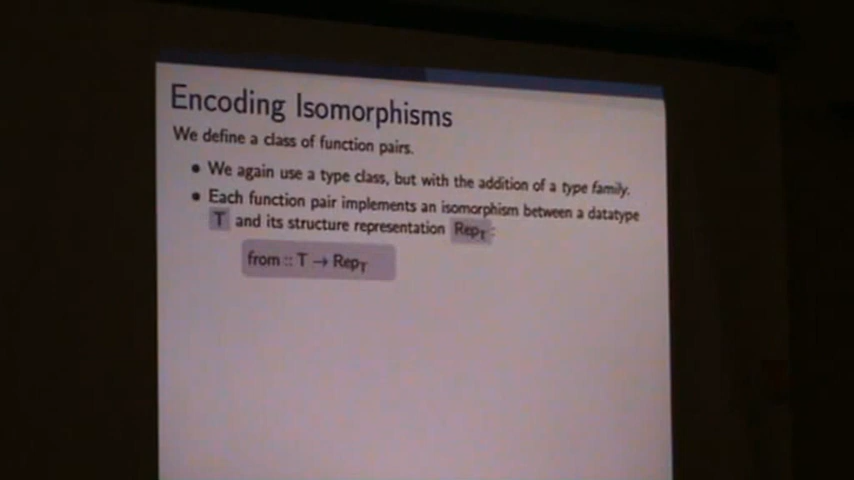 Encoding Isomorphisms
We define a class of function pairs.
• We again use a type class, but with the addition of a type family.
• Each function pair implements an isomorphism between a datatype
T and its structure representation Rep_T:
from :: T → Rep_T